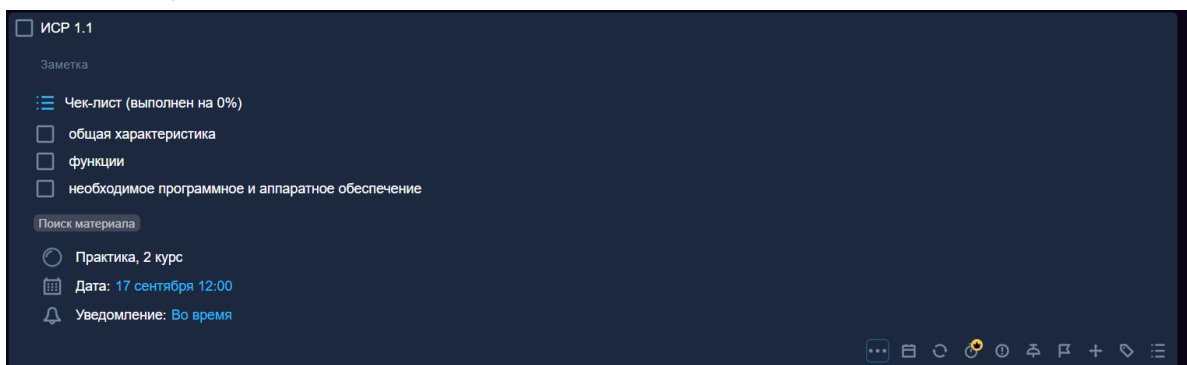 ИСР 1.1
Заметка
Чек-лист (выполнен на 0%)
общая характеристика
функции
необходимое программное и аппаратное обеспечение
Поиск материала
Практика, 2 курс
Дата: 17 сентября 12:00
Уведомление: Во время